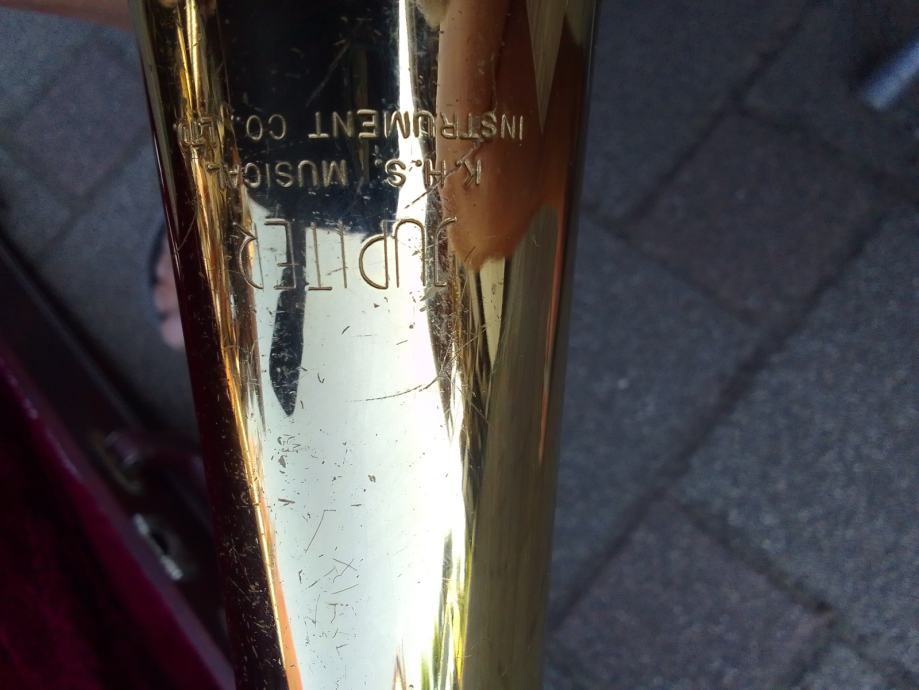 JUPITER
K.H.S. MUSICAL
INSTRUMENT CO. LTD.